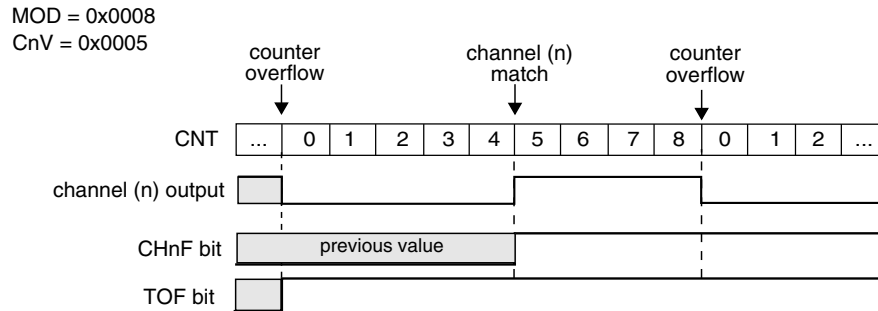 MOD = 0x0008
CnV = 0x0005
counter overflow
channel (n) match
counter overflow
CNT ... 0 1 2 3 4 5 6 7 8 0 1 2 ...
channel (n) output
CHnF bit previous value
TOF bit